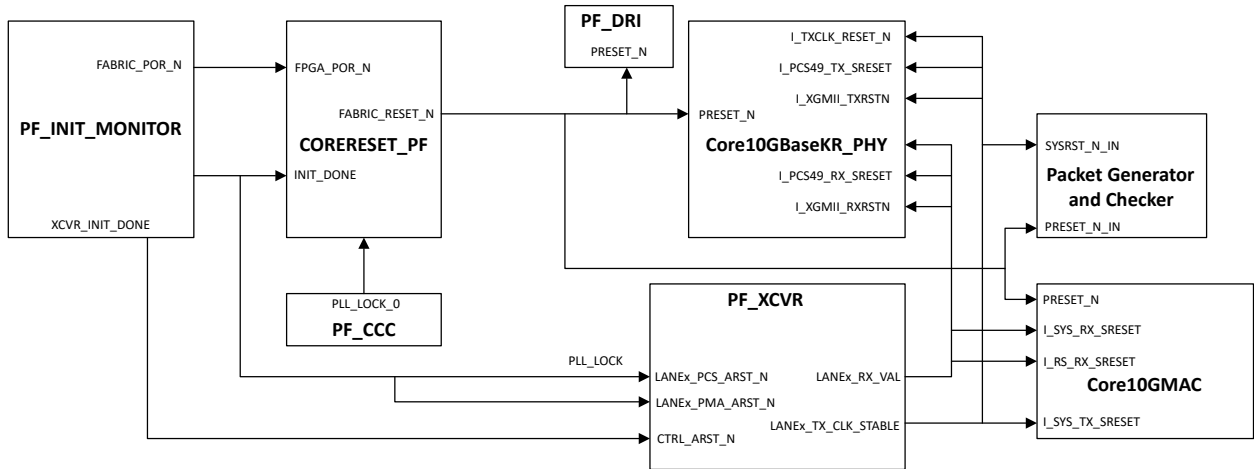 FABRIC_POR_N
PF_INIT_MONITOR
XCVR_INIT_DONE
FPGA_POR_N
FABRIC_RESET_N
CORERESET_PF
INIT_DONE
PLL_LOCK_0
PF_CCC
PF_DRI
PRESET_N
I_TXCLK_RESET_N
I_PCS49_TX_SRESET
I_XGMII_TXRSTN
PRESET_N
Core10GBaseKR_PHY
I_PCS49_RX_SRESET
I_XGMII_RXRSTN
SYSRST_N_IN
Packet Generator
and Checker
PRESET_N_IN
PF_XCVR
PLL_LOCK
LANEx_PCS_ARST_N
LANEx_RX_VAL
LANEx_PMA_ARST_N
LANEx_TX_CLK_STABLE
CTRL_ARST_N
PRESET_N
I_SYS_RX_SRESET
I_RS_RX_SRESET
Core10GMAC
I_SYS_TX_SRESET